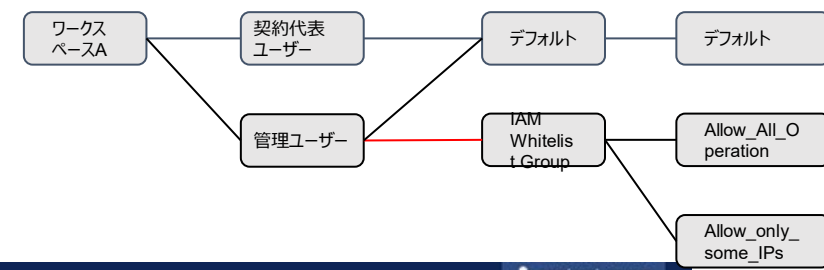 ワークス
ペースA
契約代表
ユーザー
デフォルト
デフォルト
管理ユーザー
IAM
Whitelis
t Group
Allow_All_O
peration
Allow_only_
some_IPs